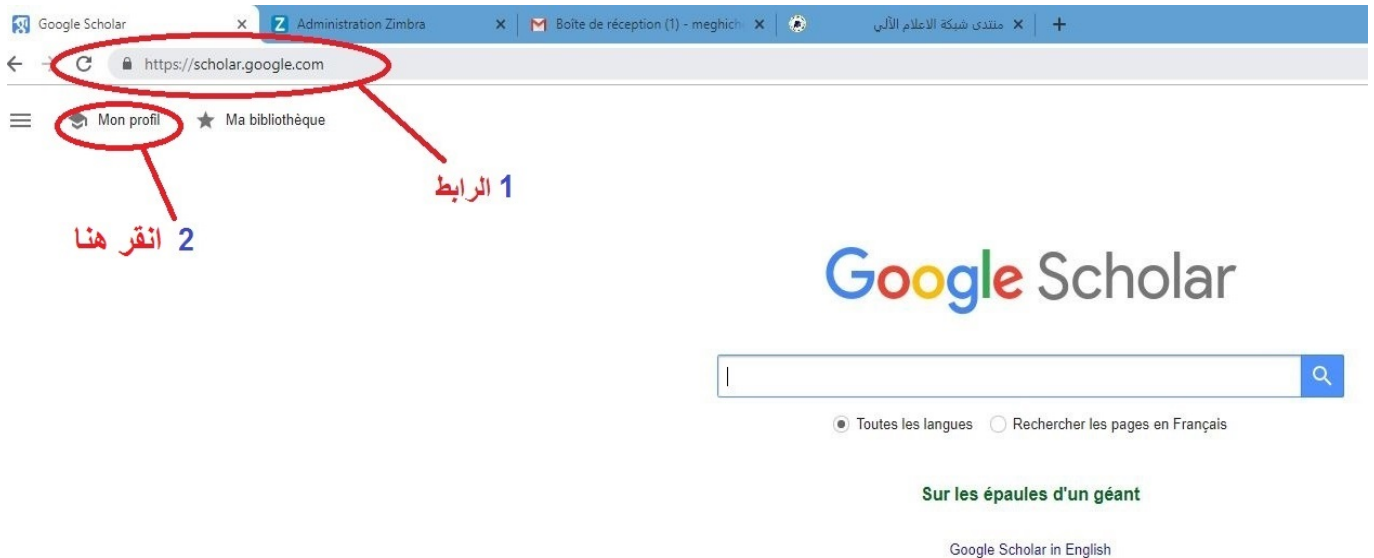 Google Scholar
Administration Zimbra
Boîte de réception (1) - meghich
منتدى شبكة الاعلام الآلي
https://scholar.google.com
Mon profil
Ma bibliothèque
1 الرابط
2 انقر هنا
Google Scholar
Toutes les langues
Rechercher les pages en Français
Sur les épaules d'un géant
Google Scholar in English